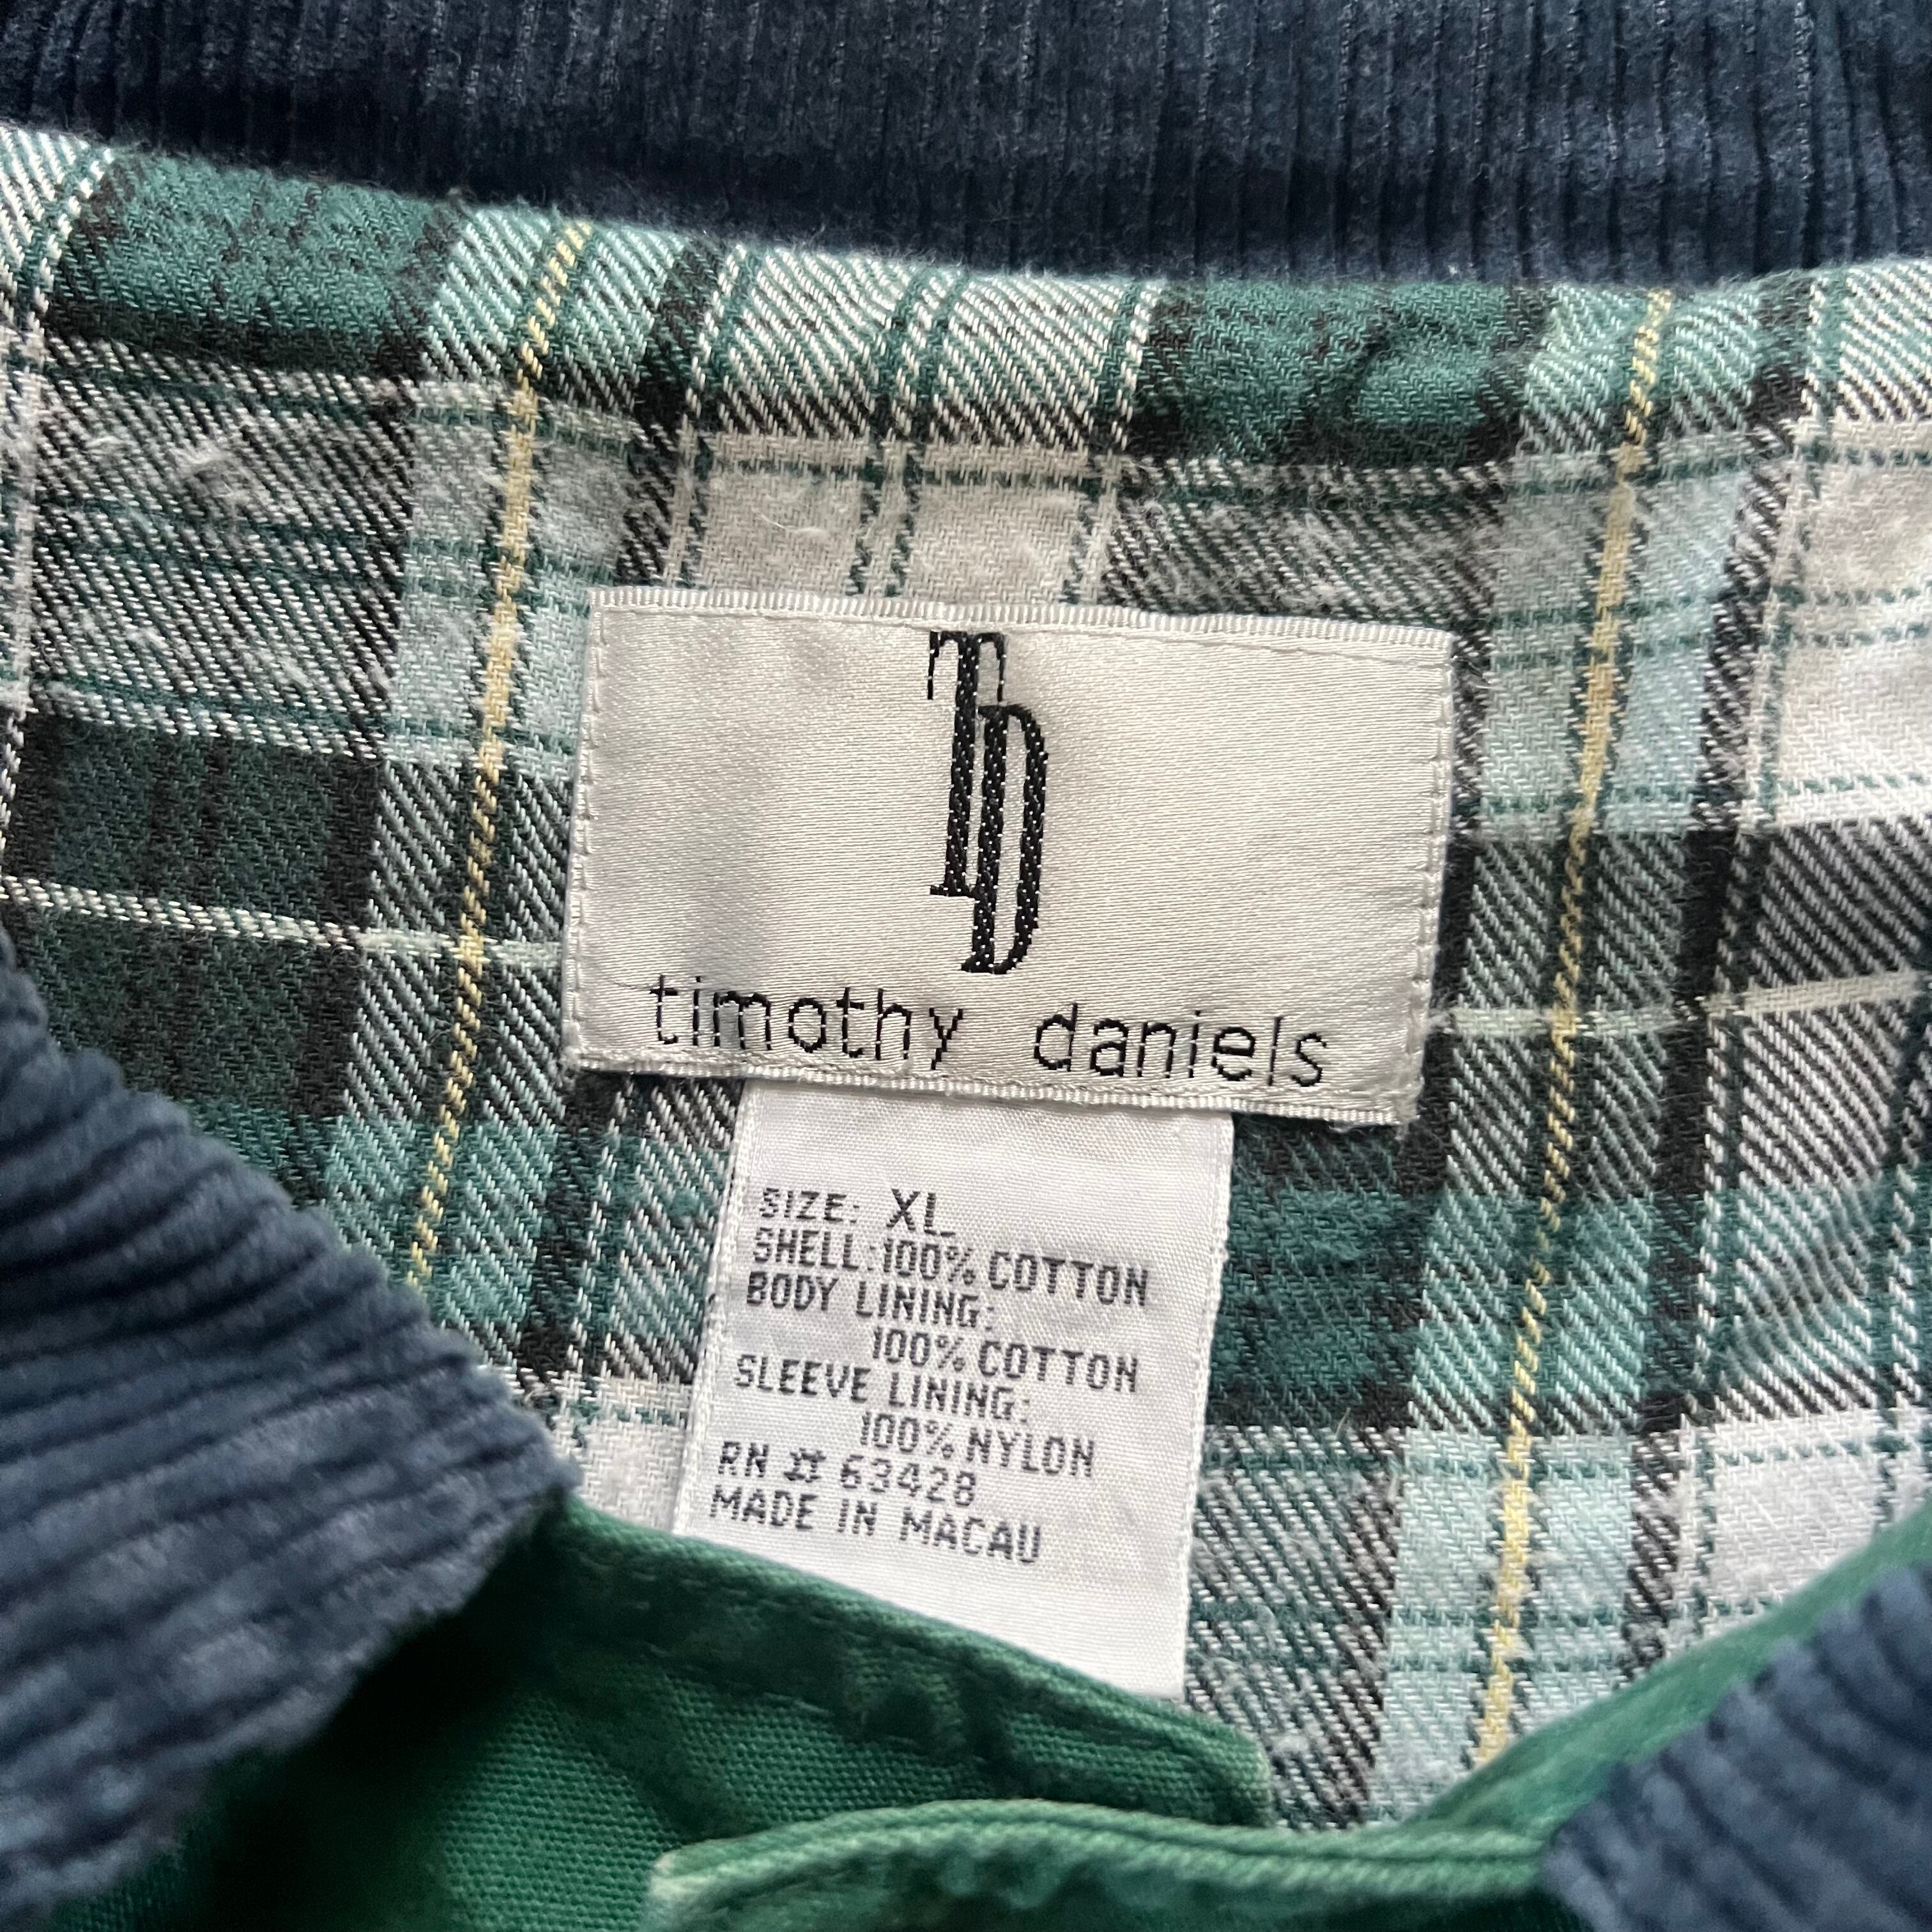 TD
timothy daniels
SIZE: XL
SHELL:100% COTTON
BODY LINING:
100% COTTON
SLEEVE LINING:
100% NYLON
RN # 63428
MADE IN MACAU